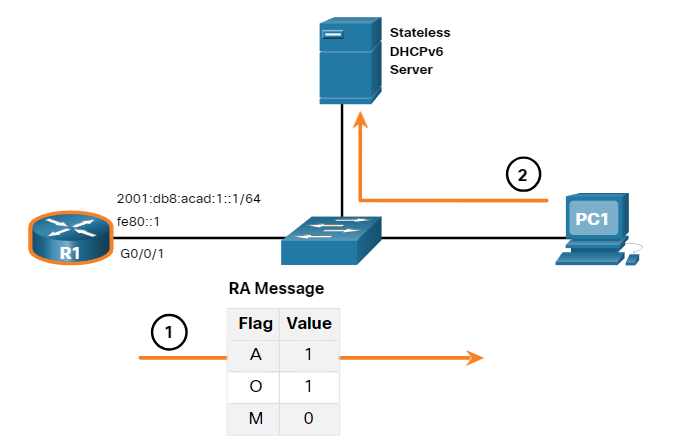 Stateless
DHCPv6
Server
2
2001:db8:acad:1::1/64
fe80::1
R1
G0/0/1
PC1
RA Message
1
Flag Value
A 1
O 1
M 0